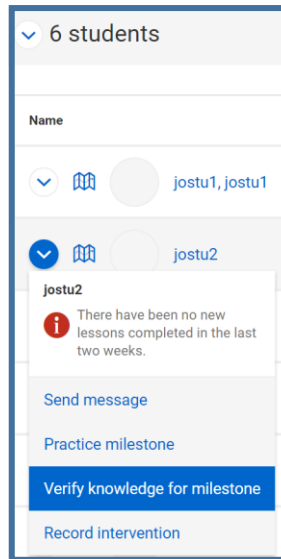 6 students
Name
jostu1, jostu1
jostu2
jostu2
There have been no new
lessons completed in the last
two weeks.
Send message
Practice milestone
Verify knowledge for milestone
Record intervention